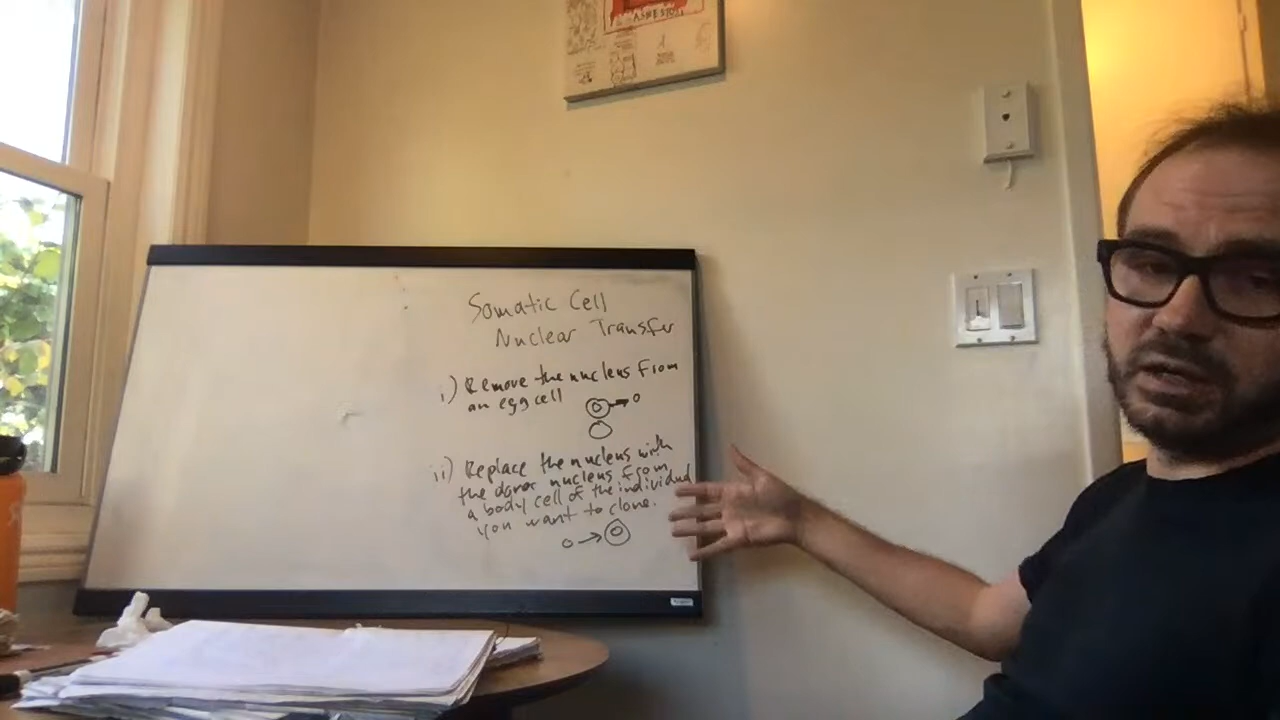 ASBESTOS
Somatic Cell
Nuclear Transfer
i.) Remove the nucleus from
an egg cell
ii) Replace the nucleus with
the donor nucleus from
a body cell of the individual
you want to clone.